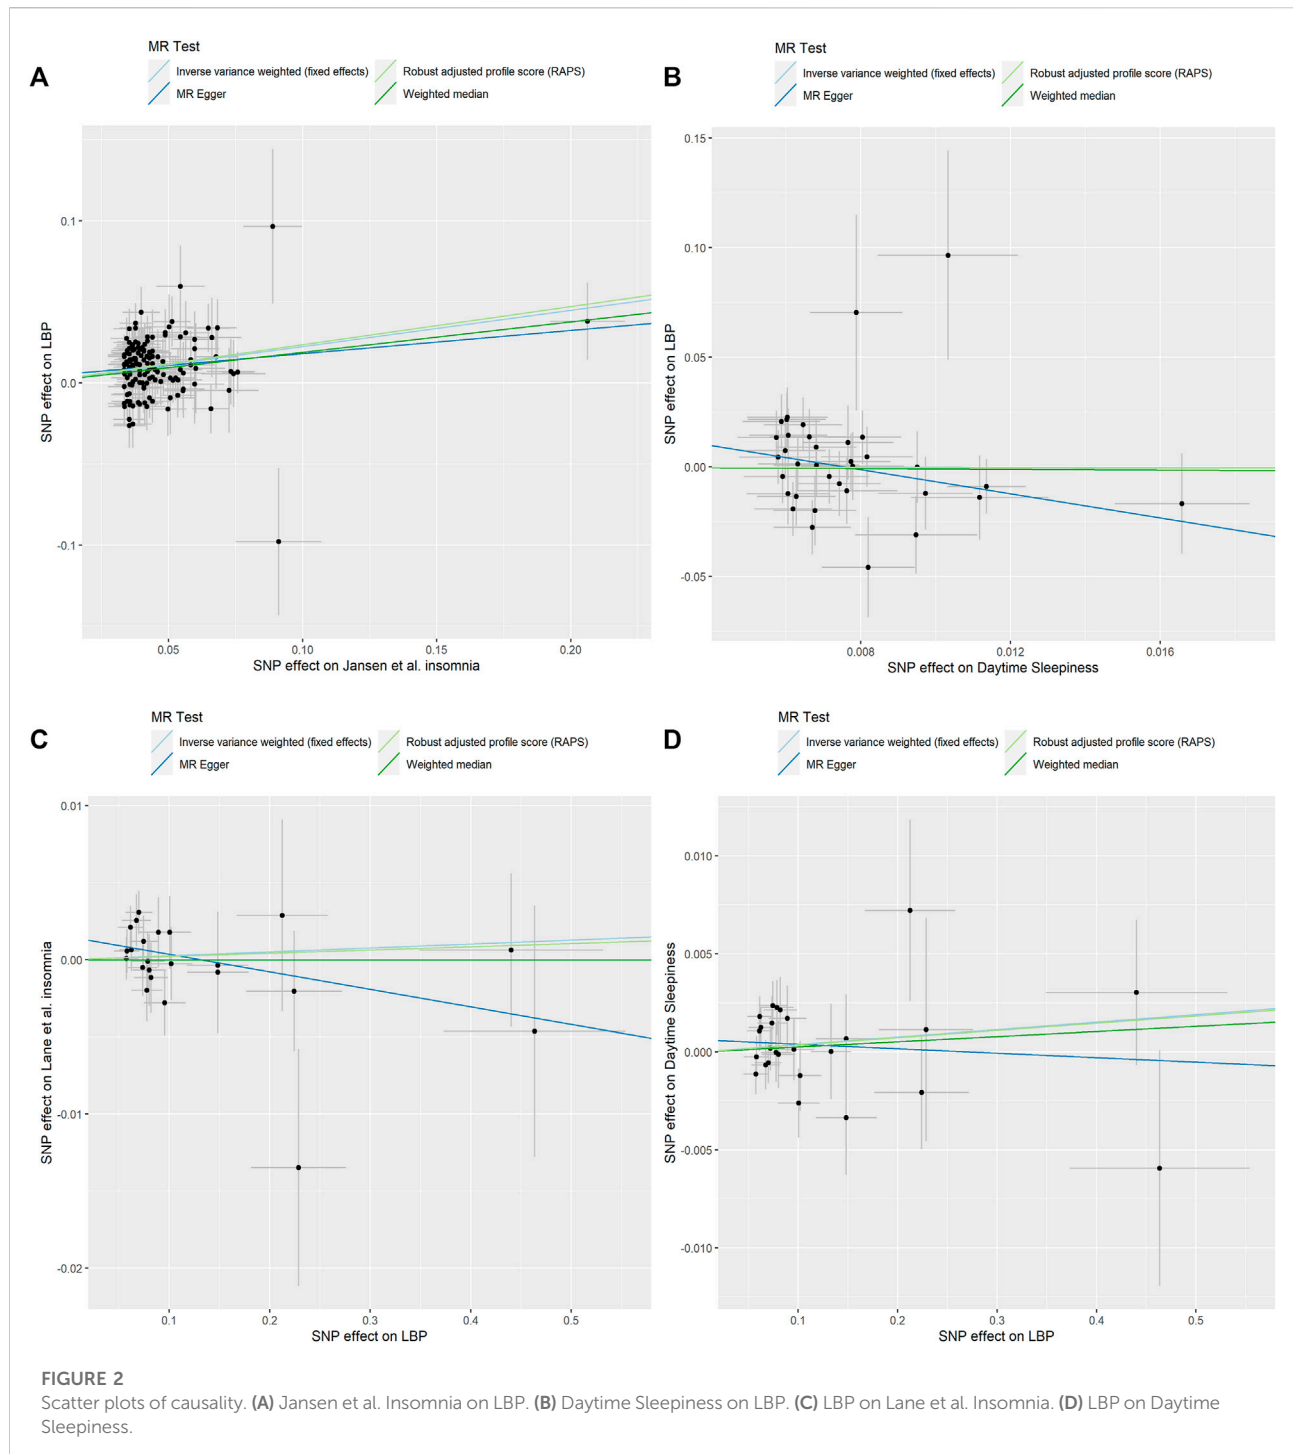 A
MR Test
Inverse variance weighted (fixed effects) Robust adjusted profile score (RAPS)
MR Egger Weighted median
SNP effect on LBP
0.1
0.0
-0.1
0.05 0.10 0.15 0.20
SNP effect on Jansen et al. insomnia
B
MR Test
Inverse variance weighted (fixed effects) Robust adjusted profile score (RAPS)
MR Egger Weighted median
SNP effect on LBP
0.15
0.10
0.05
0.00
-0.05
0.008 0.012 0.016
SNP effect on Daytime Sleepiness
C
MR Test
Inverse variance weighted (fixed effects) Robust adjusted profile score (RAPS)
MR Egger Weighted median
SNP effect on Lane et al. insomnia
0.01
0.00
-0.01
-0.02
0.1 0.2 0.3 0.4 0.5
SNP effect on LBP
D
MR Test
Inverse variance weighted (fixed effects) Robust adjusted profile score (RAPS)
MR Egger Weighted median
SNP effect on Daytime Sleepiness
0.010
0.005
0.000
-0.005
-0.010
0.1 0.2 0.3 0.4 0.5
SNP effect on LBP
FIGURE 2
Scatter plots of causality. (A) Jansen et al. Insomnia on LBP. (B) Daytime Sleepiness on LBP. (C) LBP on Lane et al. Insomnia. (D) LBP on Daytime
Sleepiness.